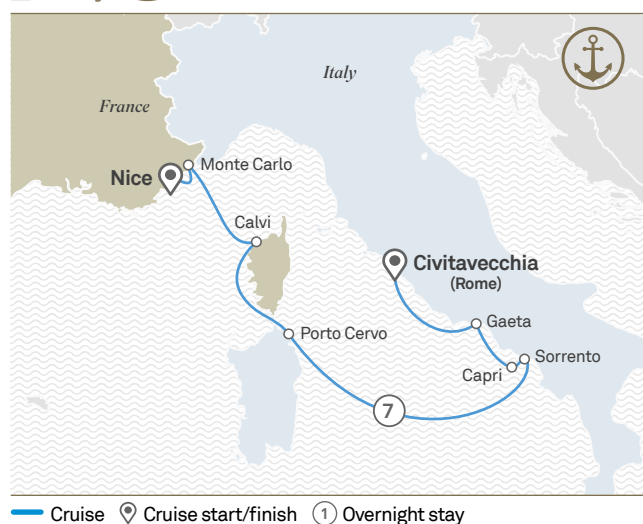 Italy
France
Monte Carlo
Nice
Calvi
Civitavecchia
(Rome)
Gaeta
Porto Cervo
Sorrento
Capri
7
Cruise
Cruise start/finish
1 Overnight stay